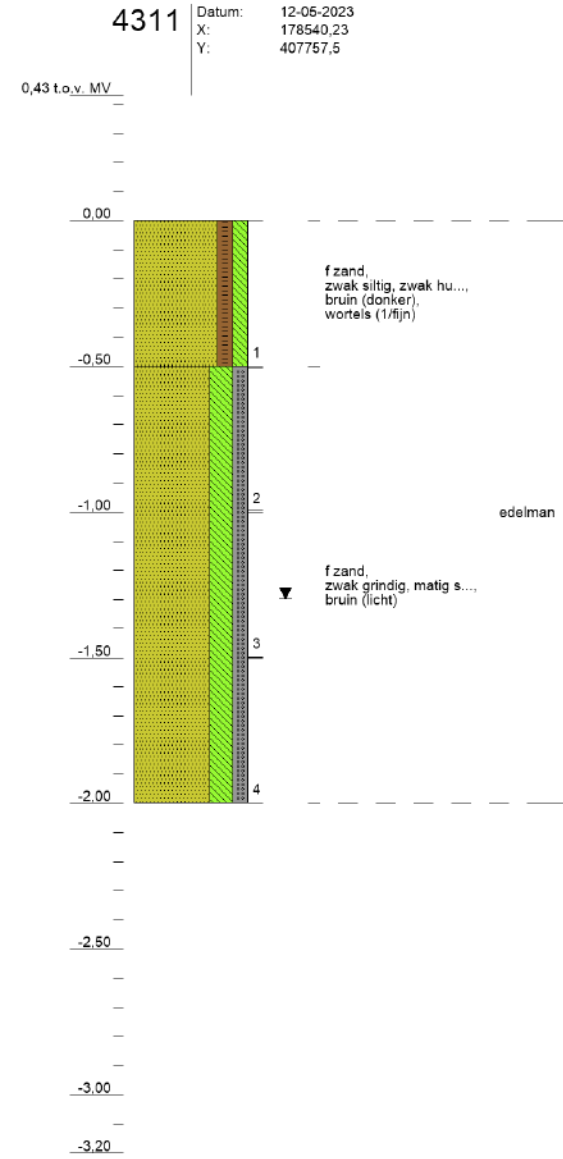 4311
Datum: 12-05-2023
X: 178540,23
Y: 407757,5
0,43 t.o.v. MV
0,00
f zand,
zwak siltig, zwak hu...,
bruin (donker),
wortels (1/fijn)
1
-0,50
2
-1,00
edelman
f zand,
zwak grindig, matig s...,
bruin (licht)
3
-1,50
4
-2,00
-2,50
-3,00
-3,20